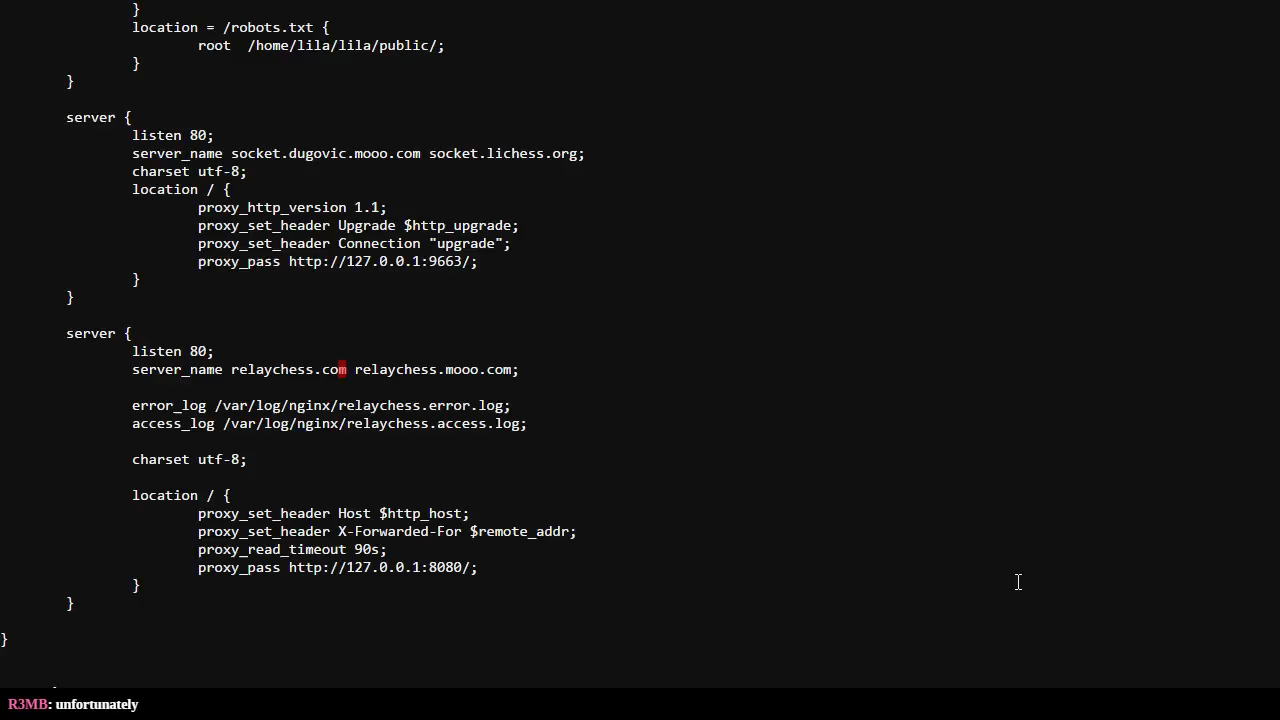 }
location = /robots.txt {
root  /home/lila/lila/public/;
}
}
server {
listen 80;
server_name socket.dugovic.mooo.com socket.lichess.org;
charset utf-8;
location / {
proxy_http_version 1.1;
proxy_set_header Upgrade $http_upgrade;
proxy_set_header Connection "upgrade";
proxy_pass http://127.0.0.1:9663/;
}
}
server {
listen 80;
server_name relaychess.com relaychess.mooo.com;
error_log /var/log/nginx/relaychess.error.log;
access_log /var/log/nginx/relaychess.access.log;
charset utf-8;
location / {
proxy_set_header Host $http_host;
proxy_set_header X-Forwarded-For $remote_addr;
proxy_read_timeout 90s;
proxy_pass http://127.0.0.1:8080/;
}
}
}
R3MB: unfortunately